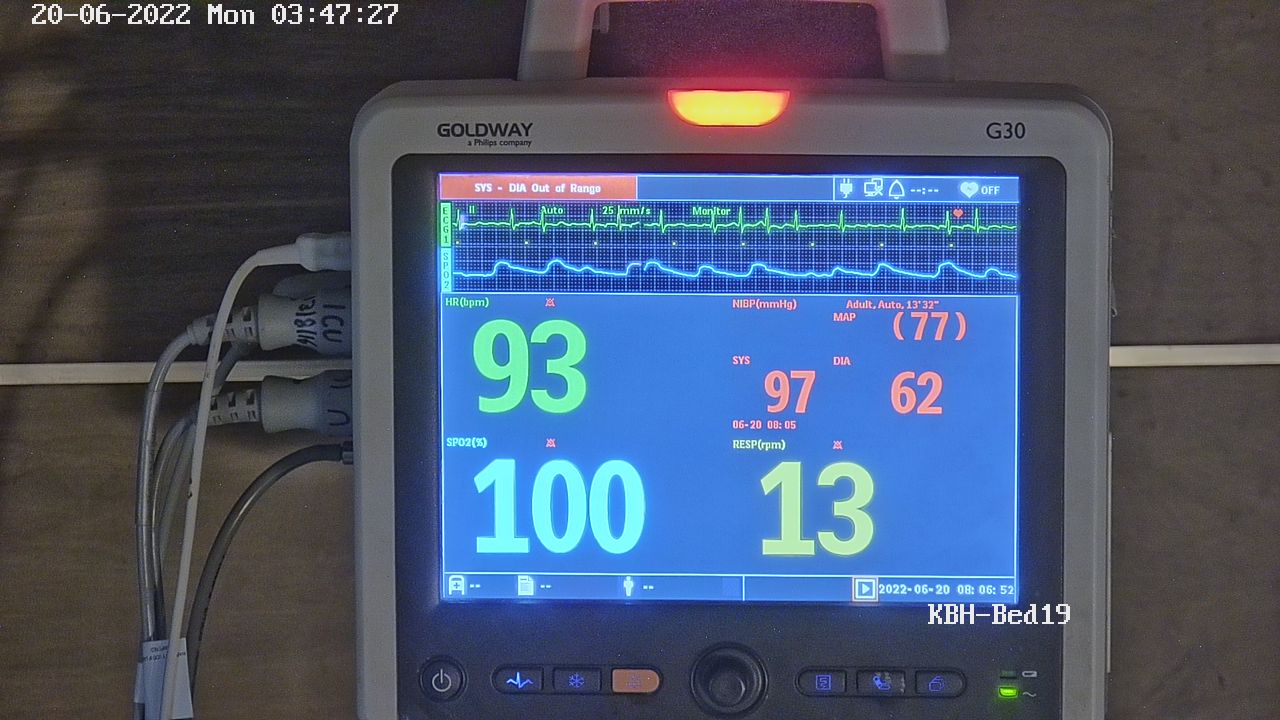 20-06-2022 Mon 03:47:27
GOLDWAY
a Philips company
G30
SYS - DIA Out of Range
--:-- OFF
ECG1 II Auto 25 mm/s Monitor
SPO2
HR(bpm)
93
NIBP(mmHg) Adult, Auto, 13'32"
MAP (77)
SYS DIA
97 62
06-20 08:05
SPO2(%)
100
RESP(rpm)
13
-- -- -- 2022-06-20 08:06:52
KBH-Bed19
ICU